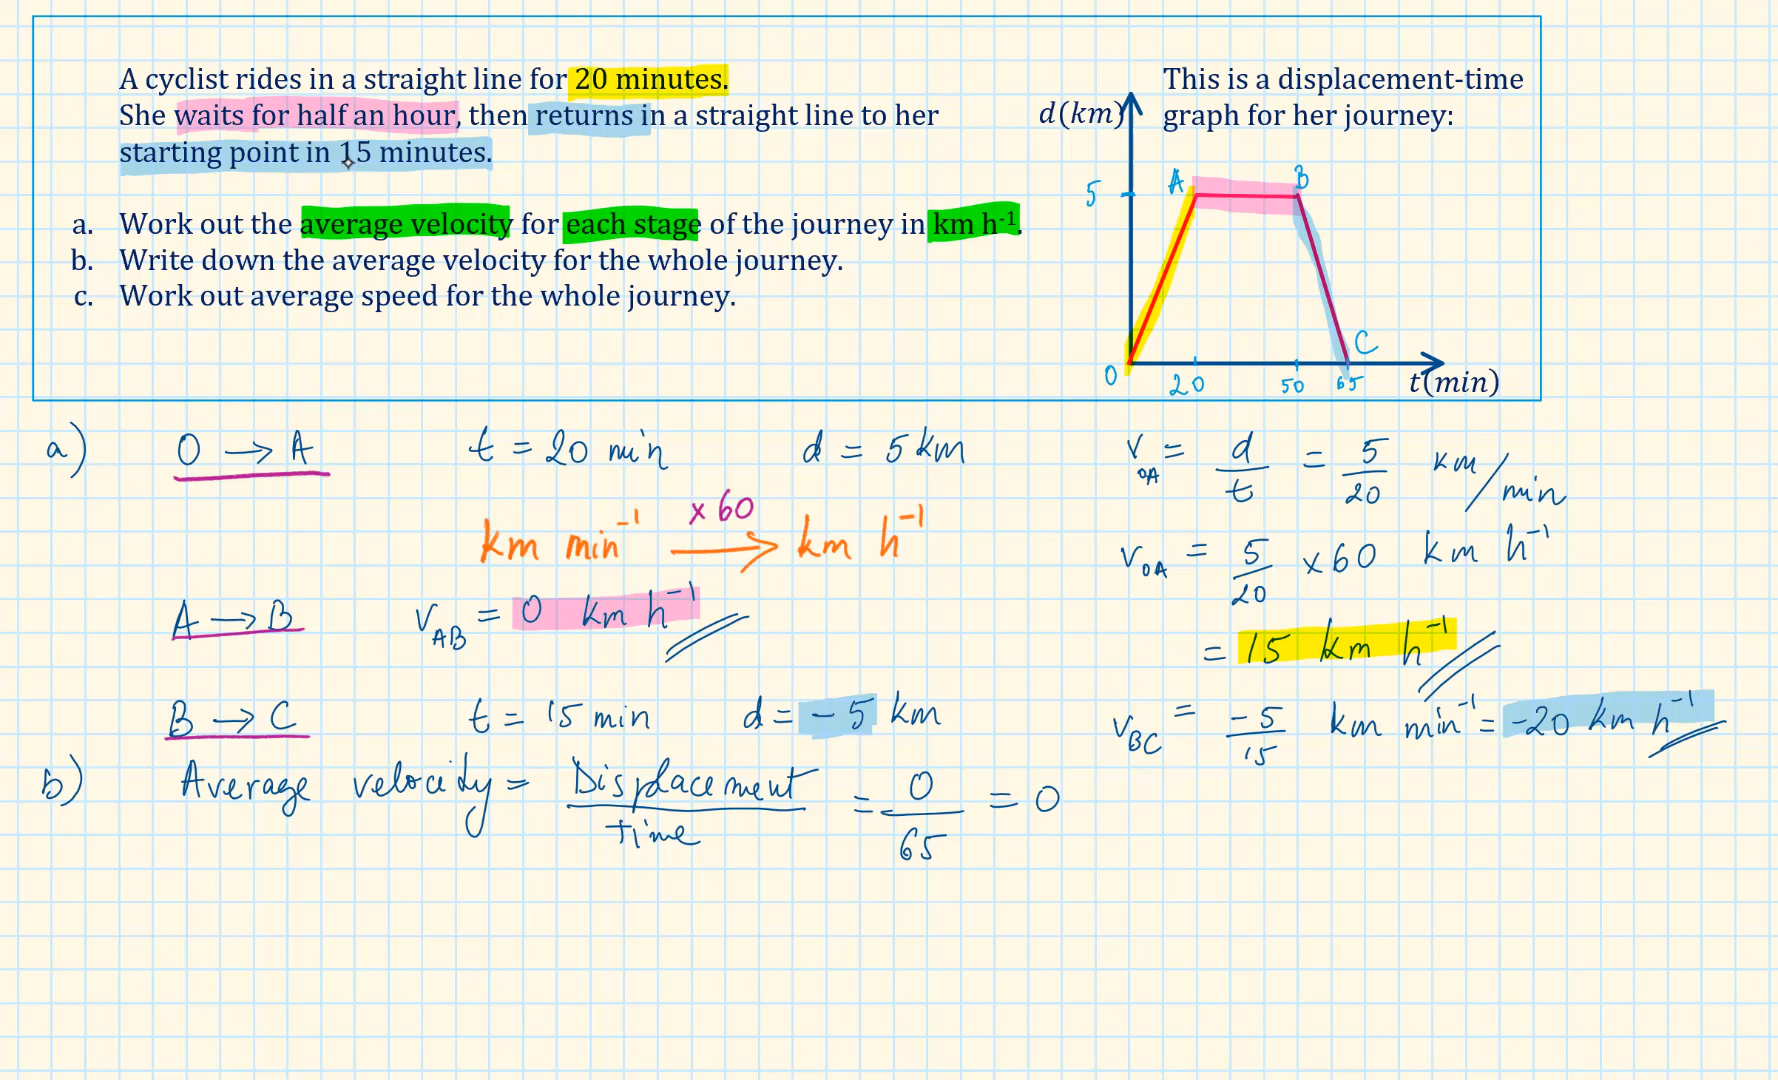 A cyclist rides in a straight line for 20 minutes.
She waits for half an hour, then returns in a straight line to her
starting point in 15 minutes.
a. Work out the average velocity for each stage of the journey in km h⁻¹.
b. Write down the average velocity for the whole journey.
c. Work out average speed for the whole journey.
This is a displacement-time
graph for her journey:
d(km)
5
A
B
C
0
20
50
65
t(min)
a) O → A t = 20 min d = 5 km v_OA = d/t = 5/20 km/min
km min⁻¹ ×60 → km h⁻¹
v_OA = 5/20 ×60 km h⁻¹
= 15 km h⁻¹
A → B v_AB = 0 km h⁻¹
B → C t = 15 min d = -5 km v_BC = -5/15 km min⁻¹ = -20 km h⁻¹
b) Average velocity = Displacement/time = 0/65 = 0